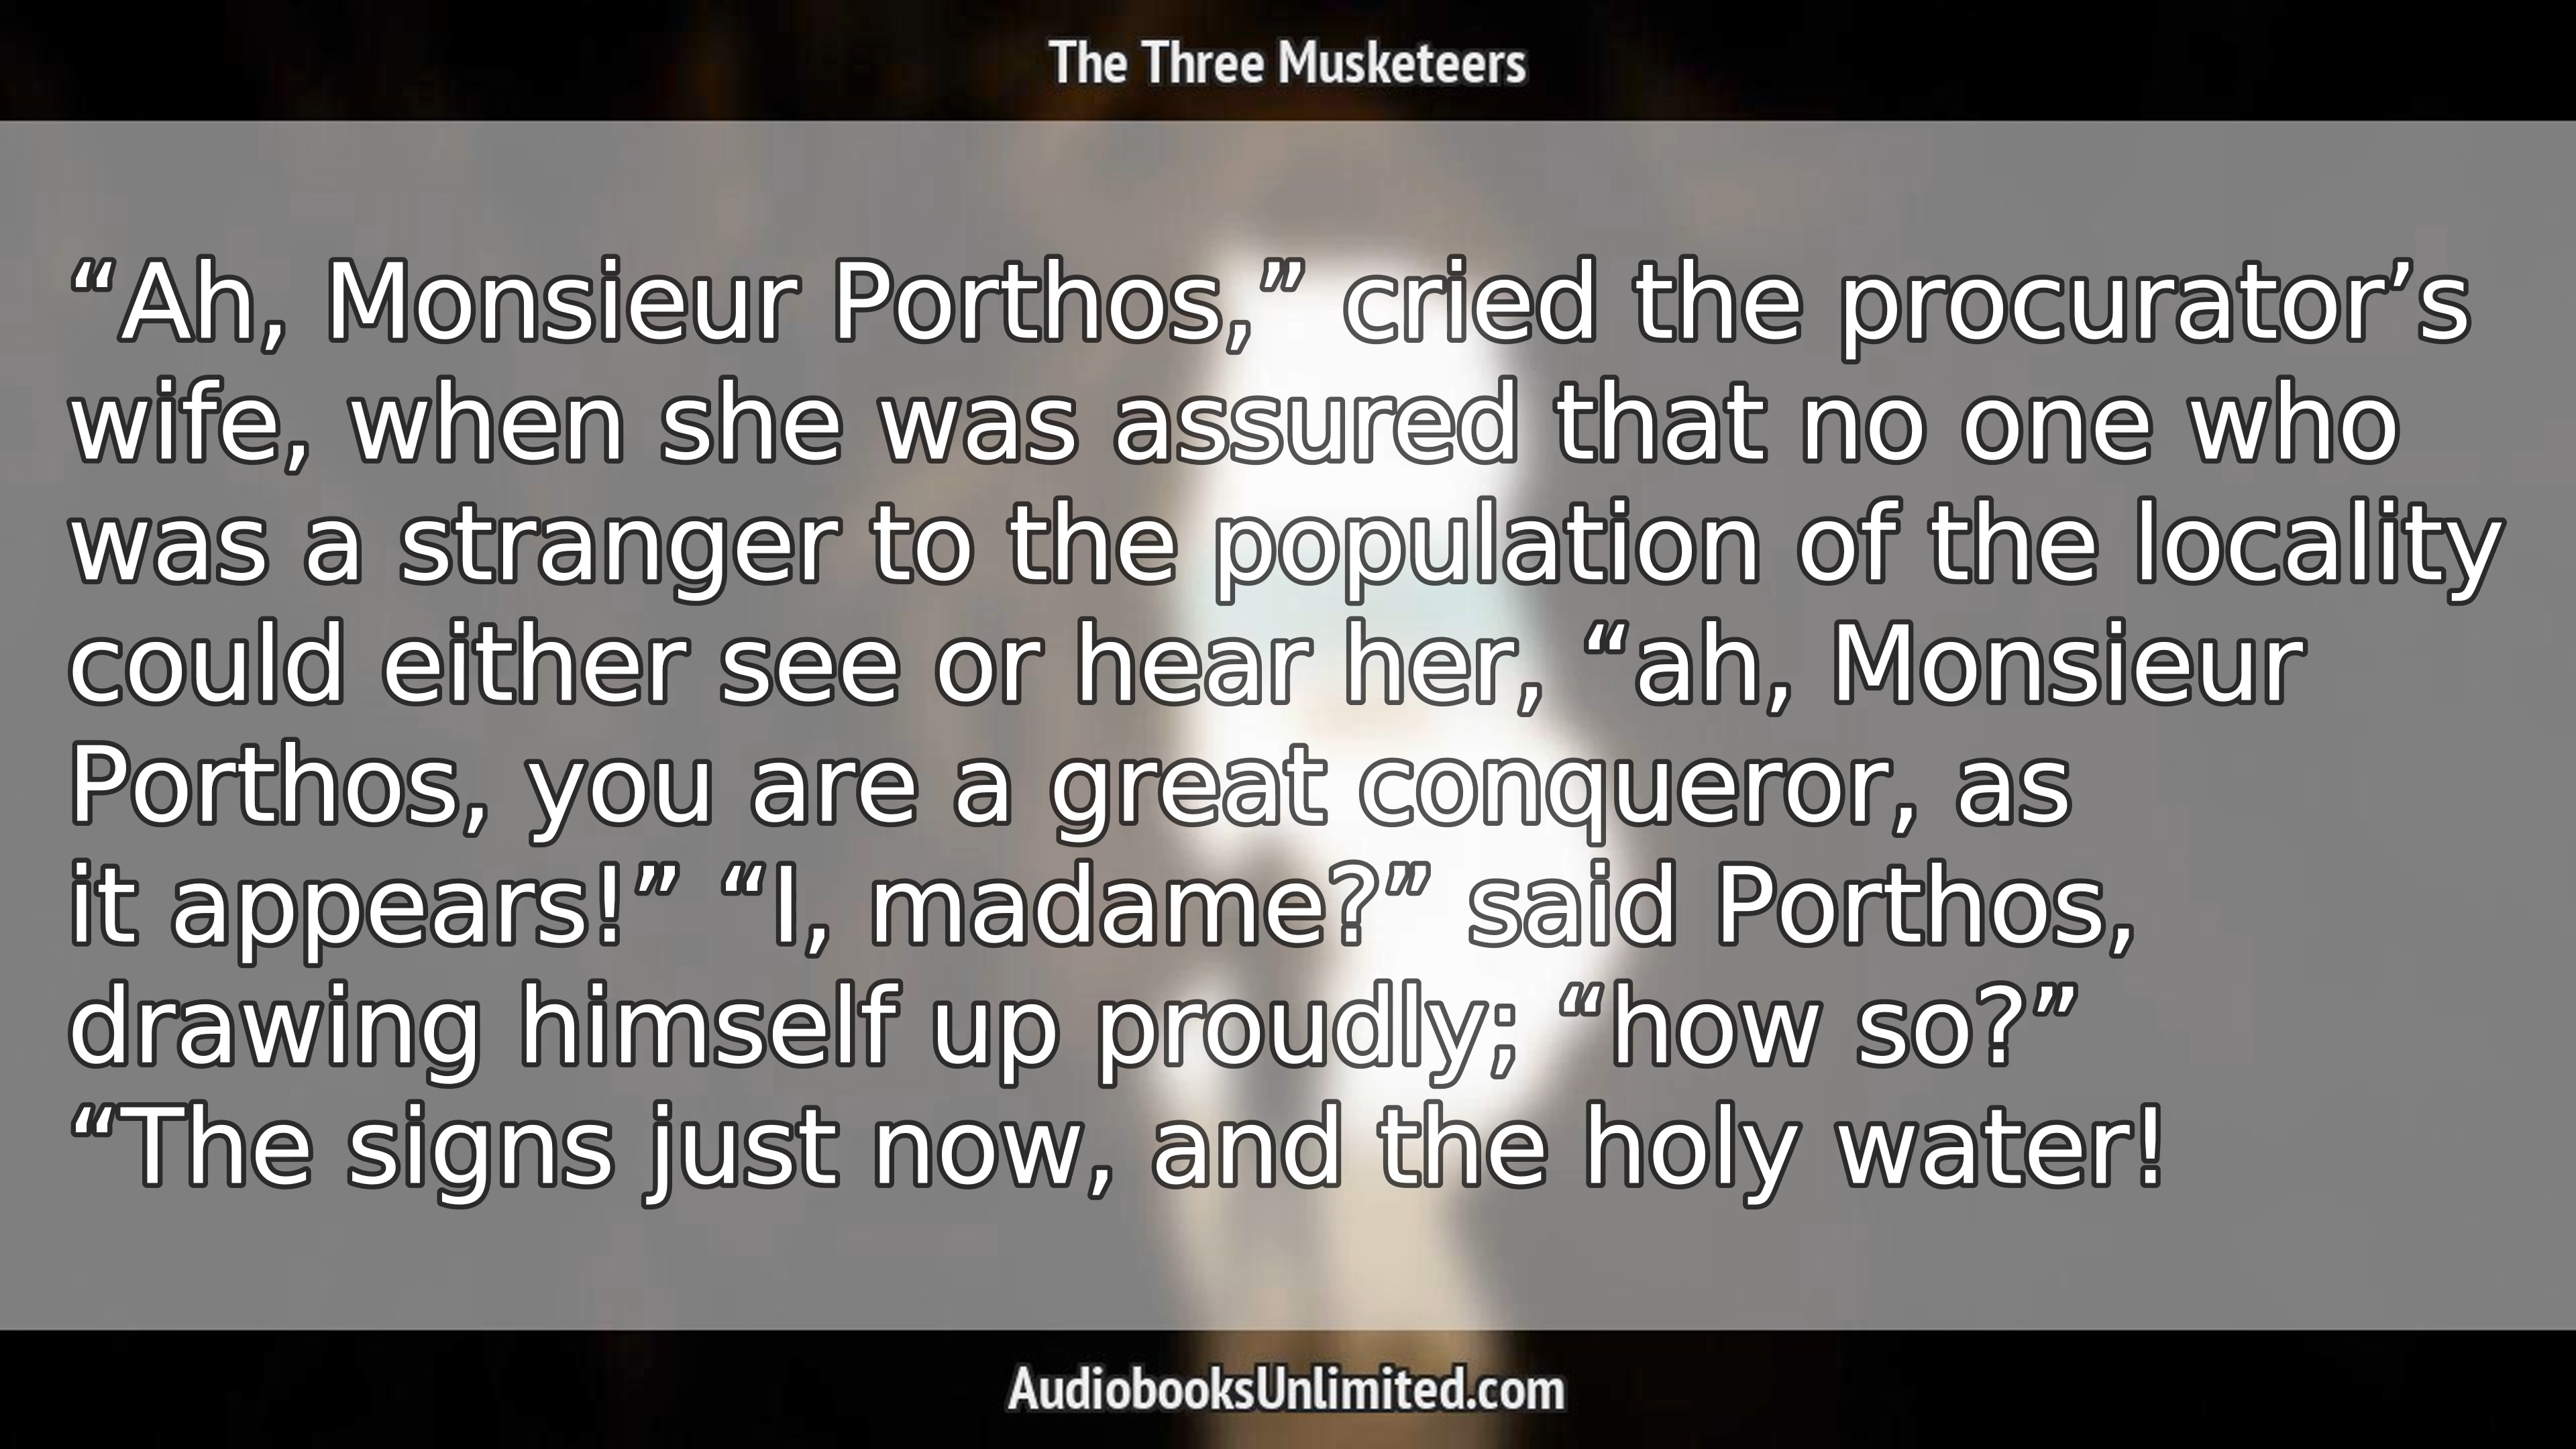 The Three Musketeers
“Ah, Monsieur Porthos,” cried the procurator’s
wife, when she was assured that no one who
was a stranger to the population of the locality
could either see or hear her, “ah, Monsieur
Porthos, you are a great conqueror, as
it appears!” “I, madame?” said Porthos,
drawing himself up proudly; “how so?”
“The signs just now, and the holy water!
AudiobooksUnlimited.com